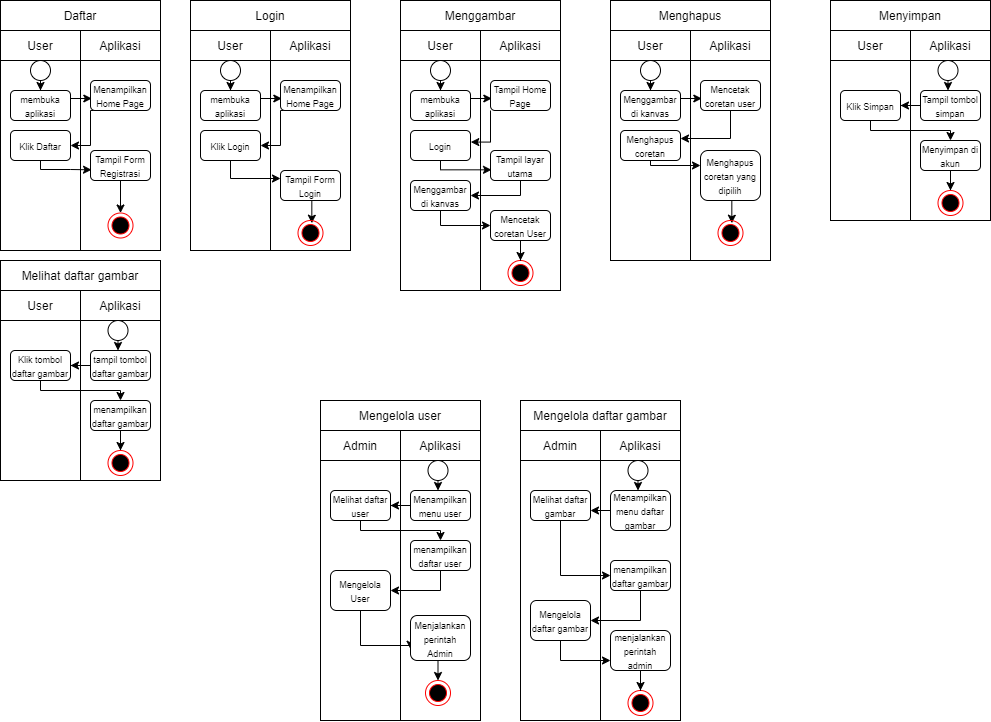 Daftar
User
Aplikasi
membuka
aplikasi
Menampilkan
Home Page
Klik Daftar
Tampil Form
Registrasi
Login
User
Aplikasi
membuka
aplikasi
Menampilkan
Home Page
Klik Login
Tampil Form
Login
Menggambar
User
Aplikasi
membuka
aplikasi
Tampil Home
Page
Login
Tampil layar
utama
Menggambar
di kanvas
Mencetak
coretan User
Menghapus
User
Aplikasi
Menggambar
di kanvas
Mencetak
coretan user
Menghapus
coretan
Menghapus
coretan yang
dipilih
Menyimpan
User
Aplikasi
Tampil tombol
simpan
Klik Simpan
Menyimpan di
akun
Melihat daftar gambar
User
Aplikasi
tampil tombol
daftar gambar
Klik tombol
daftar gambar
menampilkan
daftar gambar
Mengelola user
Admin
Aplikasi
Menampilkan
menu user
Melihat daftar
user
menampilkan
daftar user
Mengelola
User
Menjalankan
perintah
Admin
Mengelola daftar gambar
Admin
Aplikasi
Menampilkan
menu daftar
gambar
Melihat daftar
gambar
menampilkan
daftar gambar
Mengelola
daftar gambar
menjalankan
perintah
admin